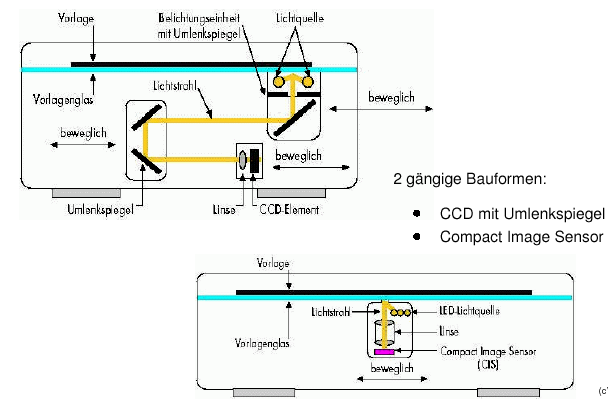 Vorlage
Belichtungseinheit
mit Umlenkspiegel
Lichtquelle
Vorlagenglas
Lichtstrahl
beweglich
beweglich
beweglich
Umlenkspiegel
Linse
CCD-Element
2 gängige Bauformen:
● CCD mit Umlenkspiegel
● Compact Image Sensor
Vorlage
Lichtstrahl
LED-Lichtquelle
Linse
Vorlagenglas
Compact Image Sensor
(CIS)
beweglich
(c)